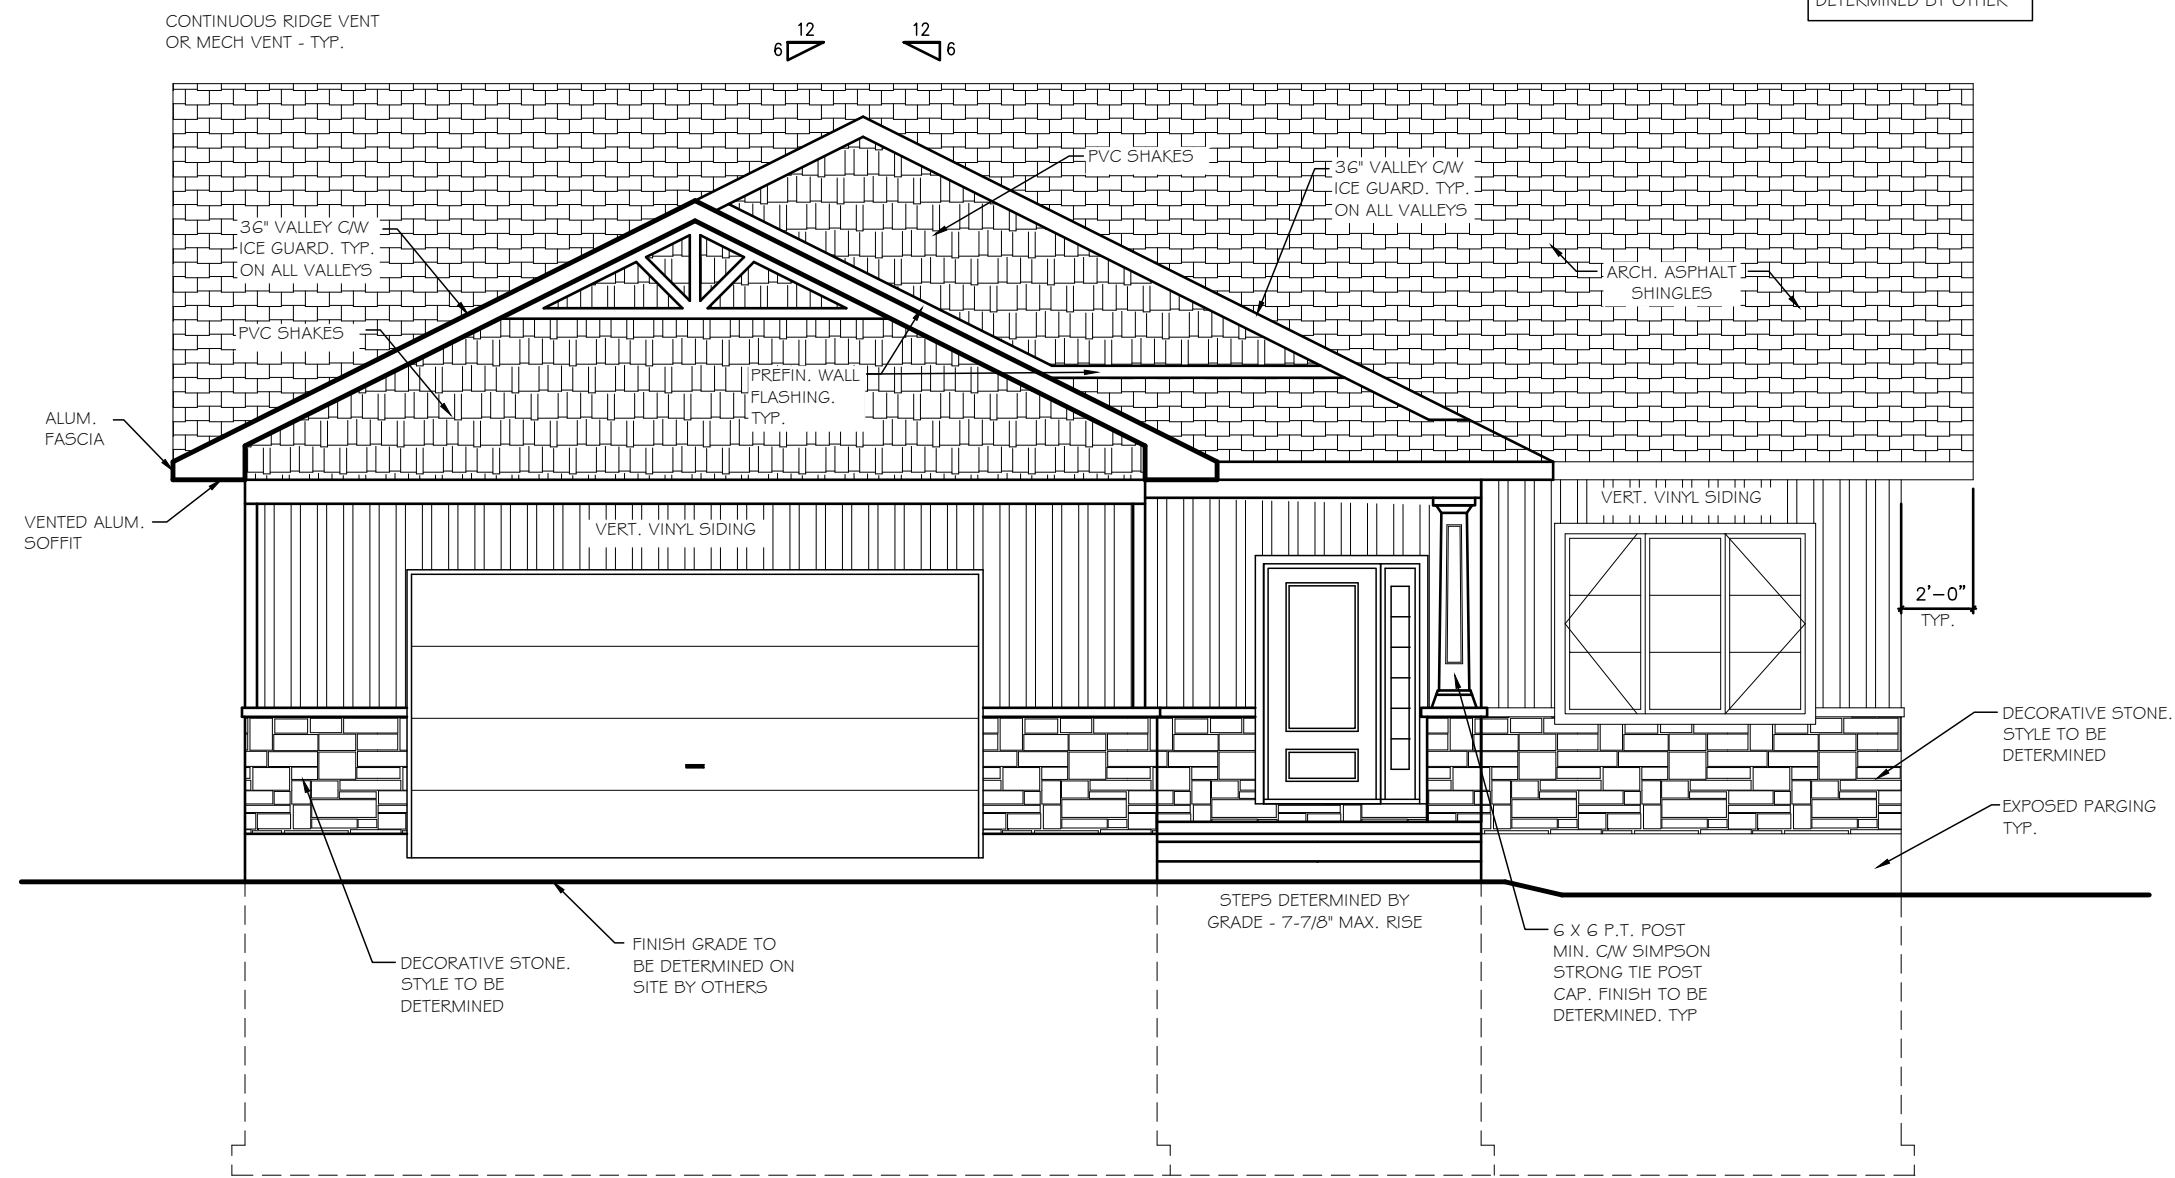 DETERMINED BY OTHER
CONTINUOUS RIDGE VENT
OR MECH VENT - TYP.
12
6
12
6
PVC SHAKES
36" VALLEY C/W
ICE GUARD. TYP.
ON ALL VALLEYS
36" VALLEY C/W
ICE GUARD. TYP.
ON ALL VALLEYS
ARCH. ASPHALT
SHINGLES
PVC SHAKES
PREFIN. WALL
FLASHING.
TYP.
ALUM.
FASCIA
VENTED ALUM.
SOFFIT
VERT. VINYL SIDING
VERT. VINYL SIDING
2'-0"
TYP.
DECORATIVE STONE.
STYLE TO BE
DETERMINED
EXPOSED PARGING
TYP.
STEPS DETERMINED BY
GRADE - 7-7/8" MAX. RISE
6 X 6 P.T. POST
MIN. C/W SIMPSON
STRONG TIE POST
CAP. FINISH TO BE
DETERMINED. TYP
FINISH GRADE TO
BE DETERMINED ON
SITE BY OTHERS
DECORATIVE STONE.
STYLE TO BE
DETERMINED